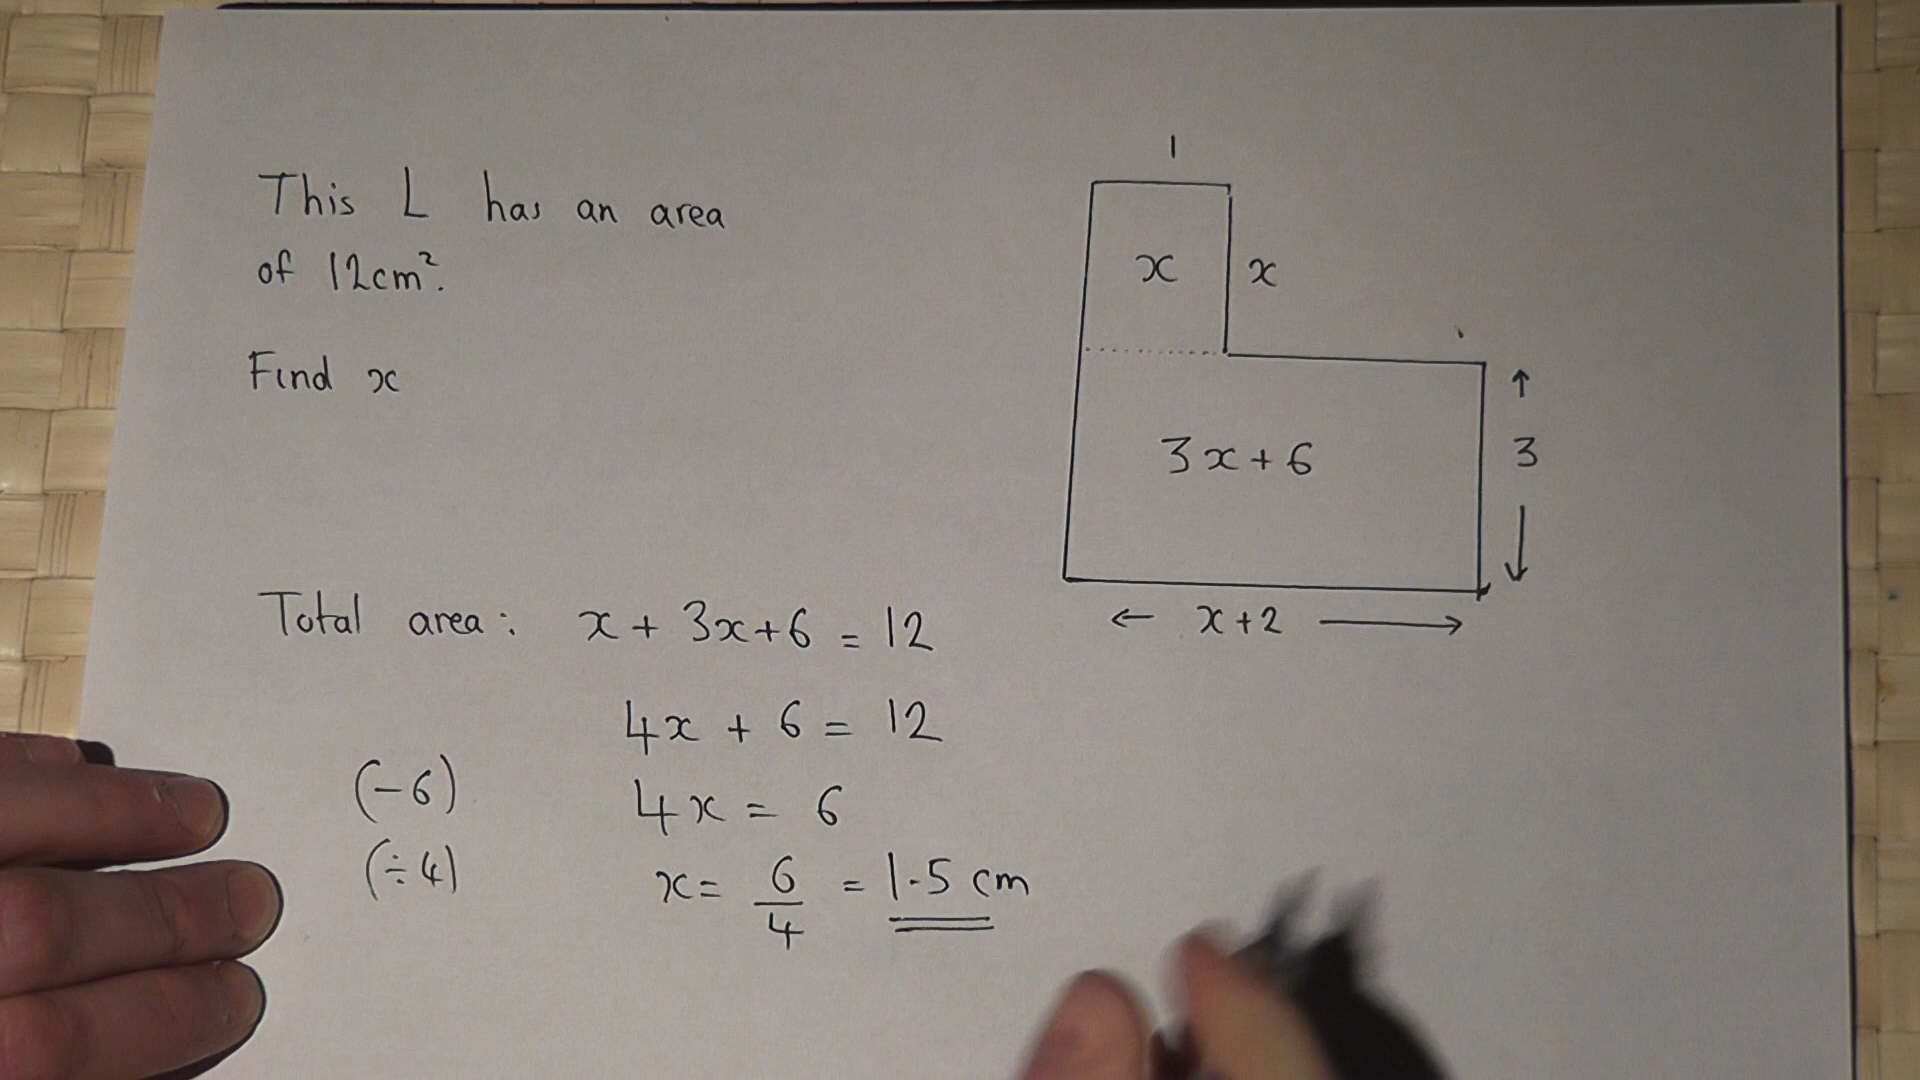 This L has an area
of 12cm².
Find x
1
x
x
3x+6
3
← x+2 →
Total area: x + 3x+6 = 12
4x + 6 = 12
(-6) 4x = 6
(÷4) x = 6/4 = 1·5 cm